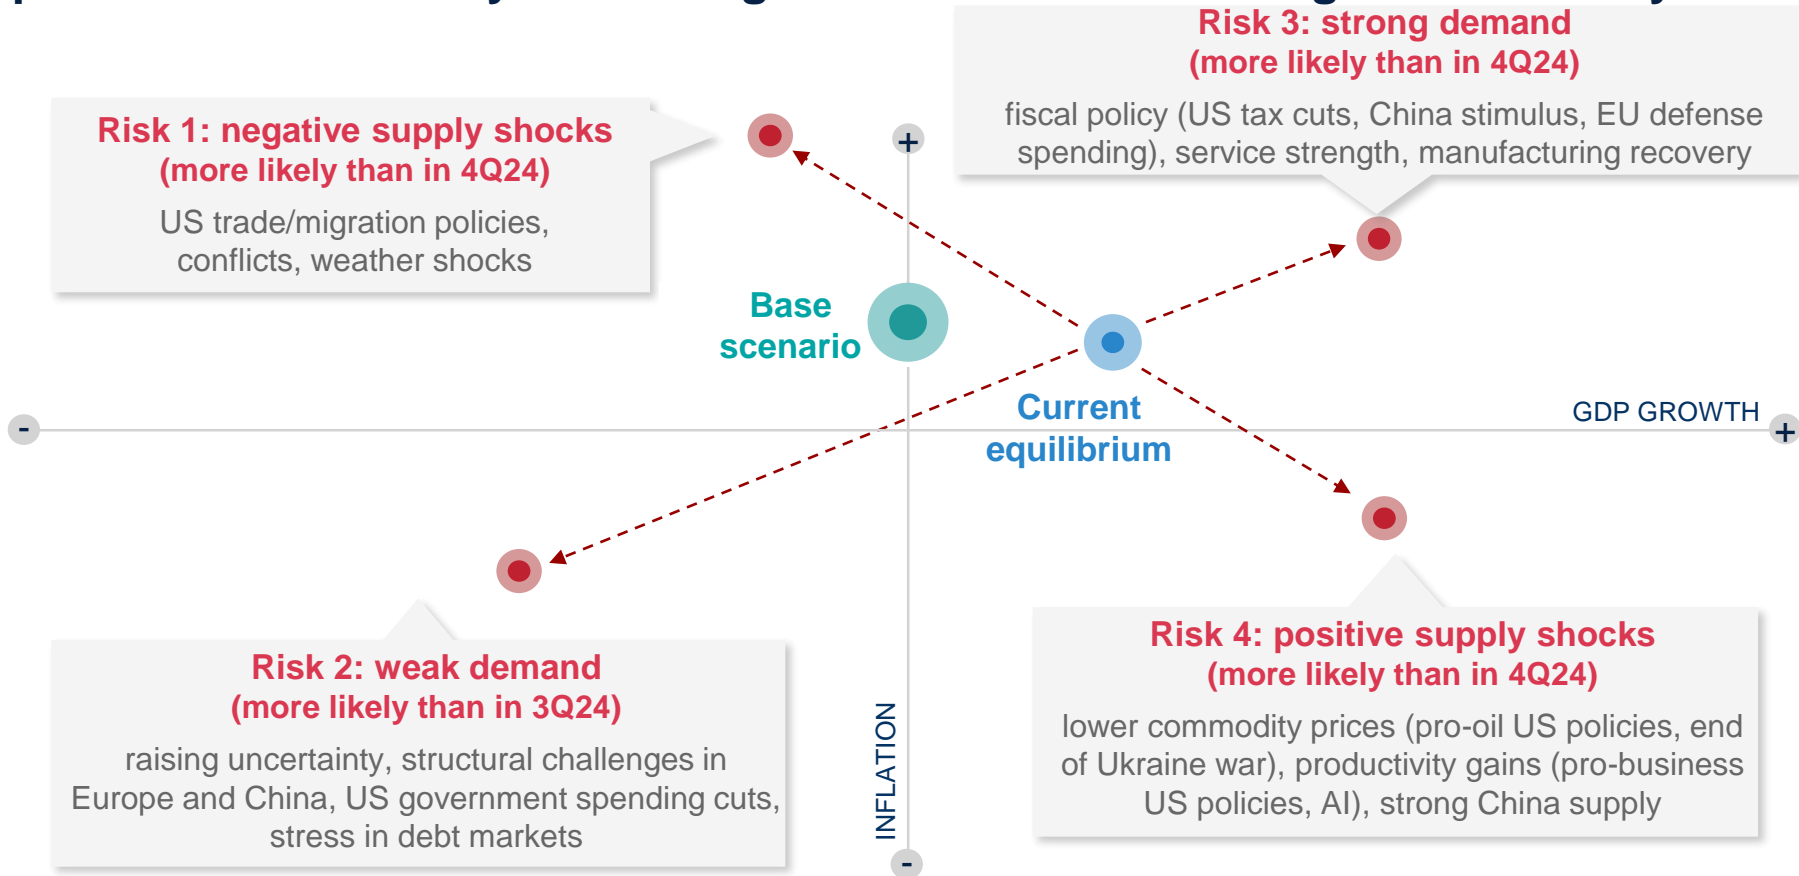 Risk 3: strong demand
(more likely than in 4Q24)
fiscal policy (US tax cuts, China stimulus, EU defense
spending), service strength, manufacturing recovery
Risk 1: negative supply shocks
(more likely than in 4Q24)
US trade/migration policies,
conflicts, weather shocks
+
Base
scenario
Current
equilibrium
GDP GROWTH
-
+
Risk 2: weak demand
(more likely than in 3Q24)
raising uncertainty, structural challenges in
Europe and China, US government spending cuts,
stress in debt markets
INFLATION
-
Risk 4: positive supply shocks
(more likely than in 4Q24)
lower commodity prices (pro-oil US policies, end
of Ukraine war), productivity gains (pro-business
US policies, AI), strong China supply